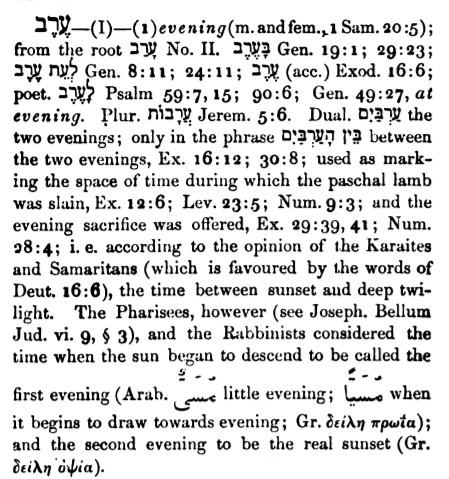 עֶרֶב—(I)—(1) evening (m. and fem., 1 Sam. 20:5);
from the root עָרַב No. II. בָּעֶרֶב Gen. 19:1; 29:23;
לְעֵת עֶרֶב Gen. 8:11; 24:11; עֶרֶב (acc.) Exod. 16:6;
poet. לָעֶרֶב Psalm 59:7, 15; 90:6; Gen. 49:27, at
evening. Plur. עֲרָבוֹת Jerem. 5:6. Dual. עַרְבַּיִם the
two evenings; only in the phrase בֵּין הָעַרְבַּיִם between
the two evenings, Ex. 16:12; 30:8; used as mark-
ing the space of time during which the paschal lamb
was slain, Ex. 12:6; Lev. 23:5; Num. 9:3; and the
evening sacrifice was offered, Ex. 29:39, 41; Num.
28:4; i. e. according to the opinion of the Karaites
and Samaritans (which is favoured by the words of
Deut. 16:6), the time between sunset and deep twi-
light. The Pharisees, however (see Joseph. Bellum
Jud. vi. 9, § 3), and the Rabbinists considered the
time when the sun began to descend to be called the
first evening (Arab. little evening; when
it begins to draw towards evening; Gr. δείλη πρωΐα);
and the second evening to be the real sunset (Gr.
δείλη ὀψία).